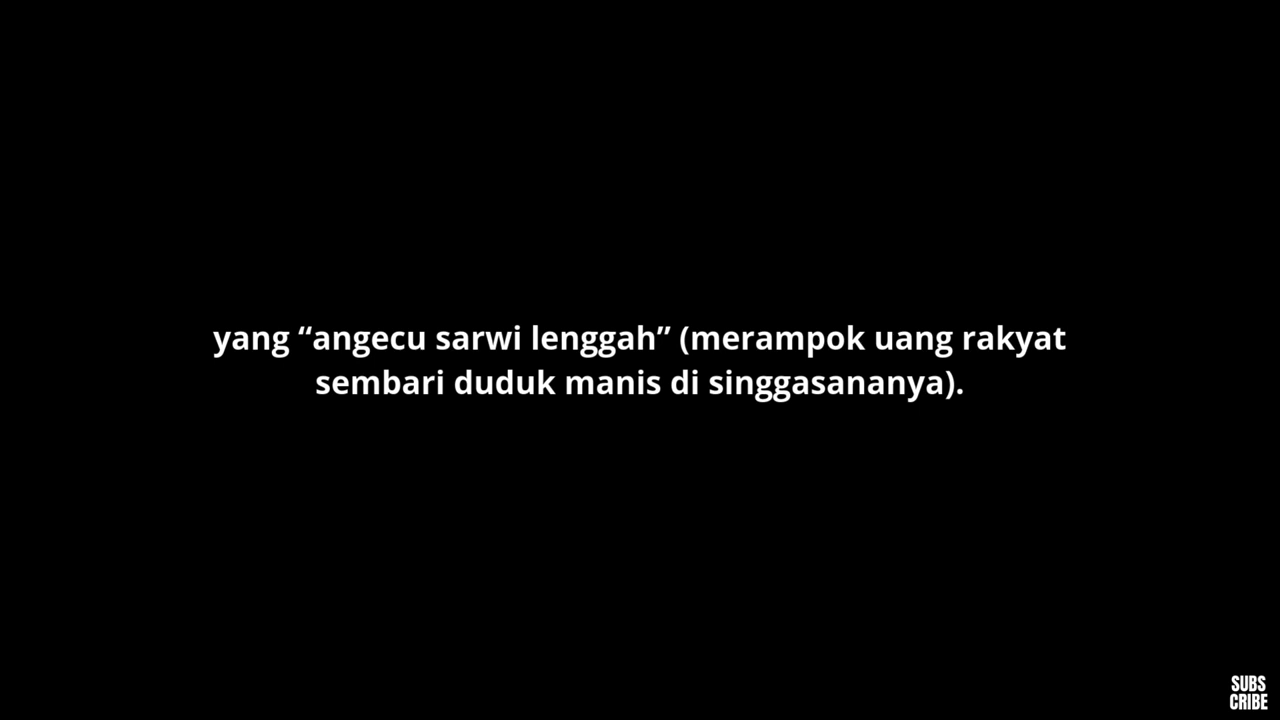 yang “angecu sarwi lenggah” (merampok uang rakyat
sembari duduk manis di singgasananya).
SUBS
CRIBE